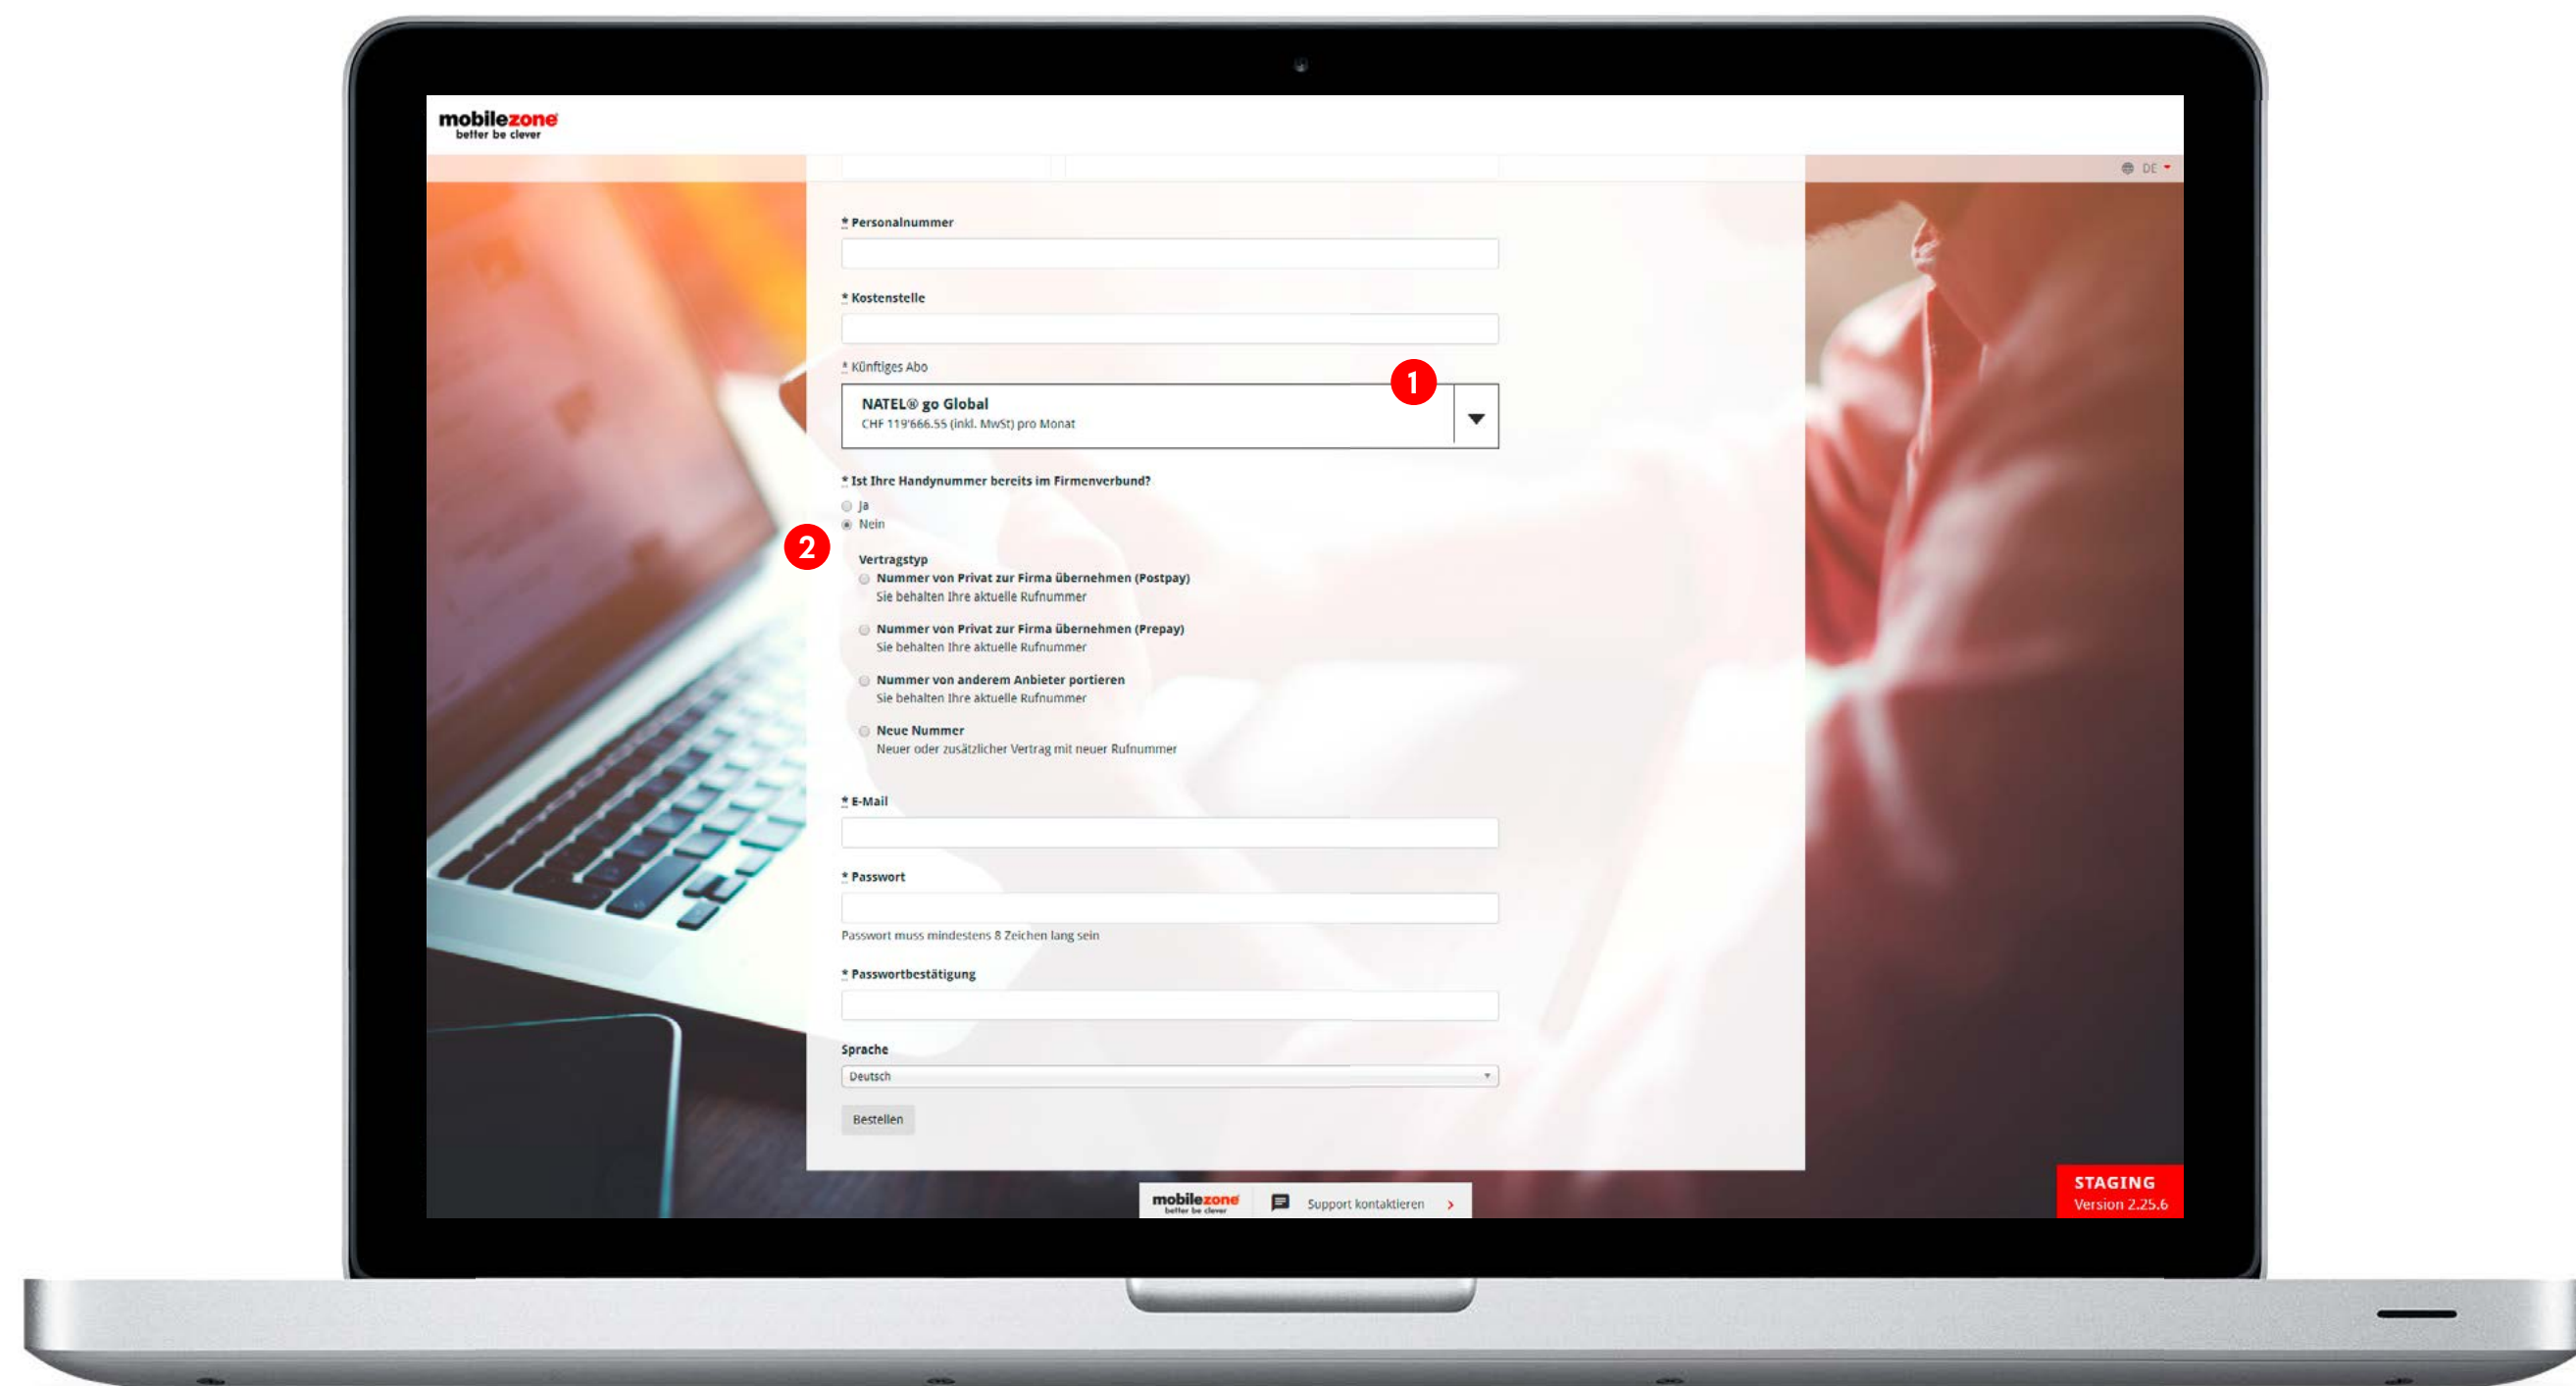 mobilezone
better be clever
DE
* Personalnummer
* Kostenstelle
* Künftiges Abo
1
NATEL® go Global
CHF 119'666.55 (inkl. MwSt) pro Monat
* Ist Ihre Handynummer bereits im Firmenverbund?
Ja
Nein
2
Vertragstyp
Nummer von Privat zur Firma übernehmen (Postpay)
Sie behalten Ihre aktuelle Rufnummer
Nummer von Privat zur Firma übernehmen (Prepay)
Sie behalten Ihre aktuelle Rufnummer
Nummer von anderem Anbieter portieren
Sie behalten Ihre aktuelle Rufnummer
Neue Nummer
Neuer oder zusätzlicher Vertrag mit neuer Rufnummer
* E-Mail
* Passwort
Passwort muss mindestens 8 Zeichen lang sein
* Passwortbestätigung
Sprache
Deutsch
Bestellen
mobilezone
better be clever
Support kontaktieren
STAGING
Version 2.25.6